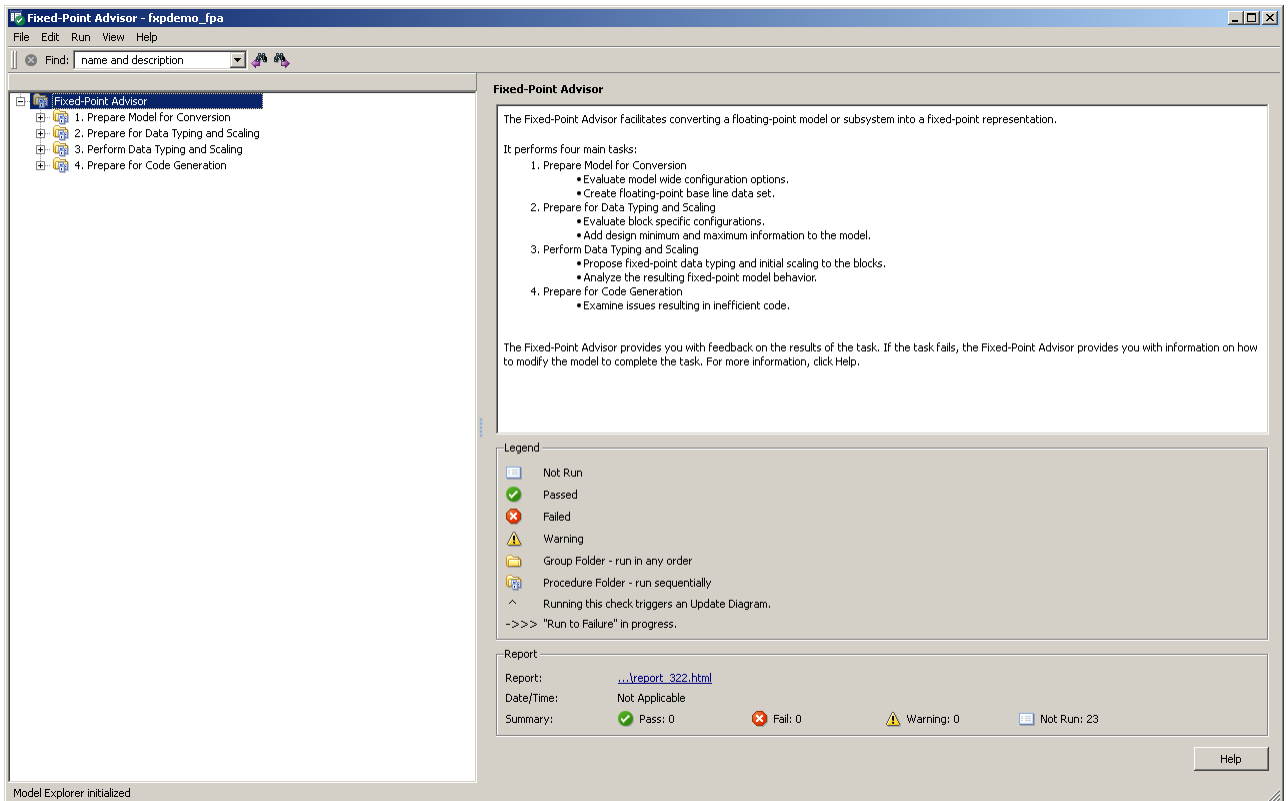 Fixed-Point Advisor - fxpdemo_fpa
File Edit Run View Help
Find: name and description
Fixed-Point Advisor
1. Prepare Model for Conversion
2. Prepare for Data Typing and Scaling
3. Perform Data Typing and Scaling
4. Prepare for Code Generation
Fixed-Point Advisor
The Fixed-Point Advisor facilitates converting a floating-point model or subsystem into a fixed-point representation.
It performs four main tasks:
1. Prepare Model for Conversion
• Evaluate model wide configuration options.
• Create floating-point base line data set.
2. Prepare for Data Typing and Scaling
• Evaluate block specific configurations.
• Add design minimum and maximum information to the model.
3. Perform Data Typing and Scaling
• Propose fixed-point data typing and initial scaling to the blocks.
• Analyze the resulting fixed-point model behavior.
4. Prepare for Code Generation
• Examine issues resulting in inefficient code.
The Fixed-Point Advisor provides you with feedback on the results of the task. If the task fails, the Fixed-Point Advisor provides you with information on how
to modify the model to complete the task. For more information, click Help.
Legend
Not Run
Passed
Failed
Warning
Group Folder - run in any order
Procedure Folder - run sequentially
^ Running this check triggers an Update Diagram.
->>> "Run to Failure" in progress.
Report
Report: ...\report_322.html
Date/Time: Not Applicable
Summary: Pass: 0 Fail: 0 Warning: 0 Not Run: 23
Help
Model Explorer initialized